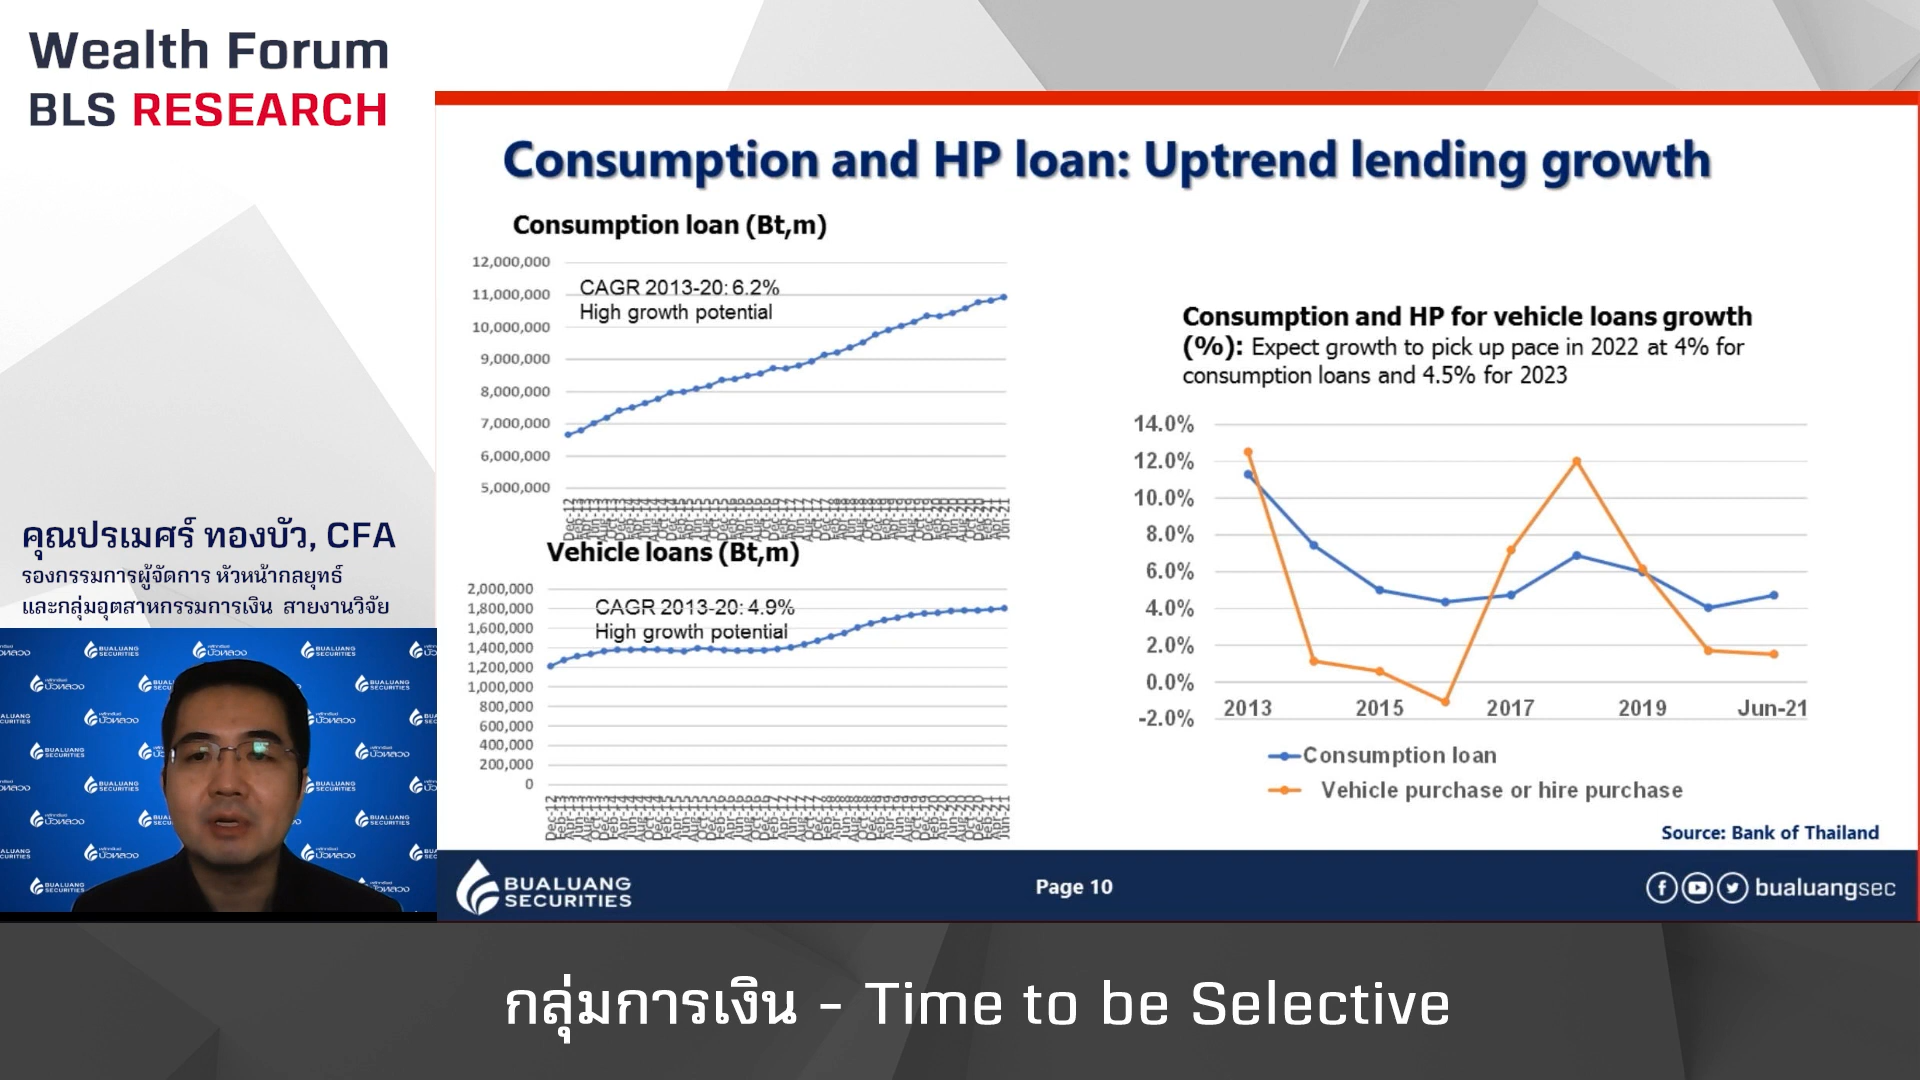 Wealth Forum
BLS RESEARCH
คุณปรเมศร์ ทองบัว, CFA
รองกรรมการผู้จัดการ หัวหน้ากลยุทธ์
และกลุ่มอุตสาหกรรมการเงิน สายงานวิจัย
Consumption and HP loan: Uptrend lending growth
Consumption loan (Bt,m)
12,000,000
11,000,000
10,000,000
9,000,000
8,000,000
7,000,000
6,000,000
5,000,000
CAGR 2013-20: 6.2%
High growth potential
Vehicle loans (Bt,m)
2,000,000
1,800,000
1,600,000
1,400,000
1,200,000
1,000,000
800,000
600,000
400,000
200,000
0
CAGR 2013-20: 4.9%
High growth potential
Consumption and HP for vehicle loans growth
(%): Expect growth to pick up pace in 2022 at 4% for
consumption loans and 4.5% for 2023
14.0%
12.0%
10.0%
8.0%
6.0%
4.0%
2.0%
0.0%
-2.0%
2013 2015 2017 2019 Jun-21
Consumption loan
Vehicle purchase or hire purchase
Source: Bank of Thailand
BUALUANG
SECURITIES
Page 10
bualuangsec
กลุ่มการเงิน - Time to be Selective